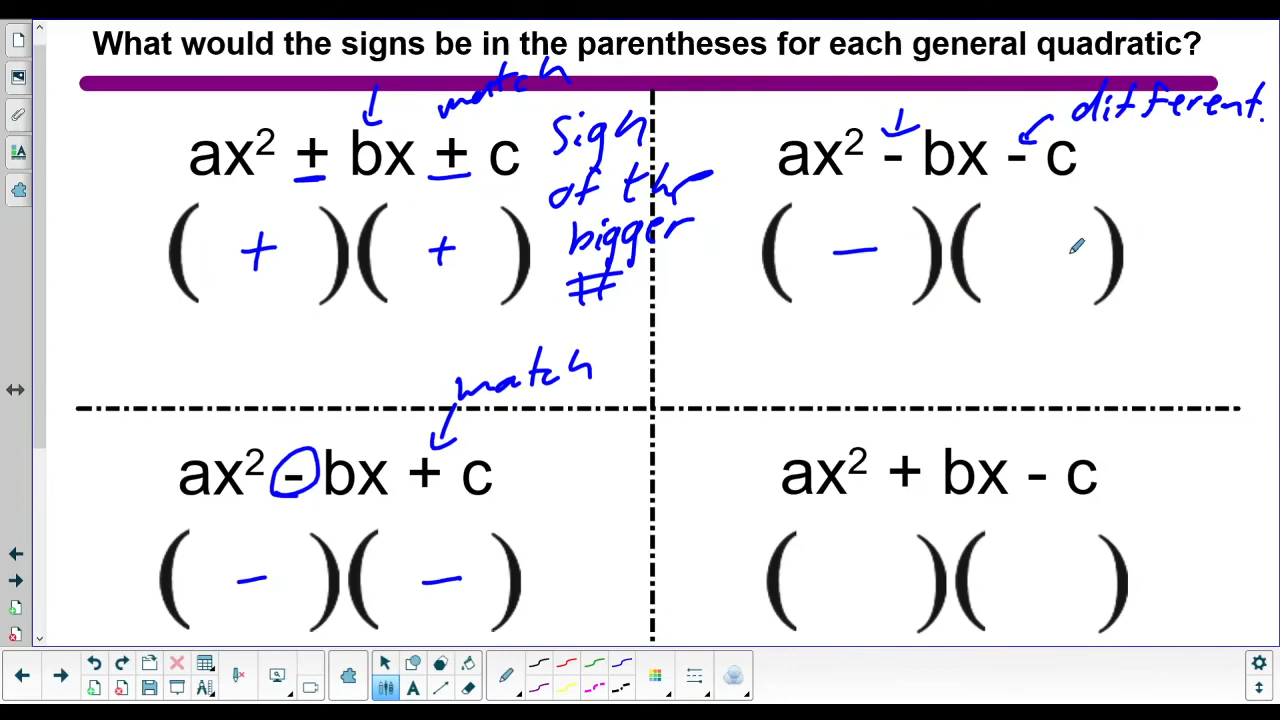 What would the signs be in the parentheses for each general quadratic?
match
ax² + bx + c
( + )( + )
sign
of the
bigger
#
different.
ax² - bx - c
( - )( )
match
ax² - bx + c
( - )( - )
ax² + bx - c
( )( )